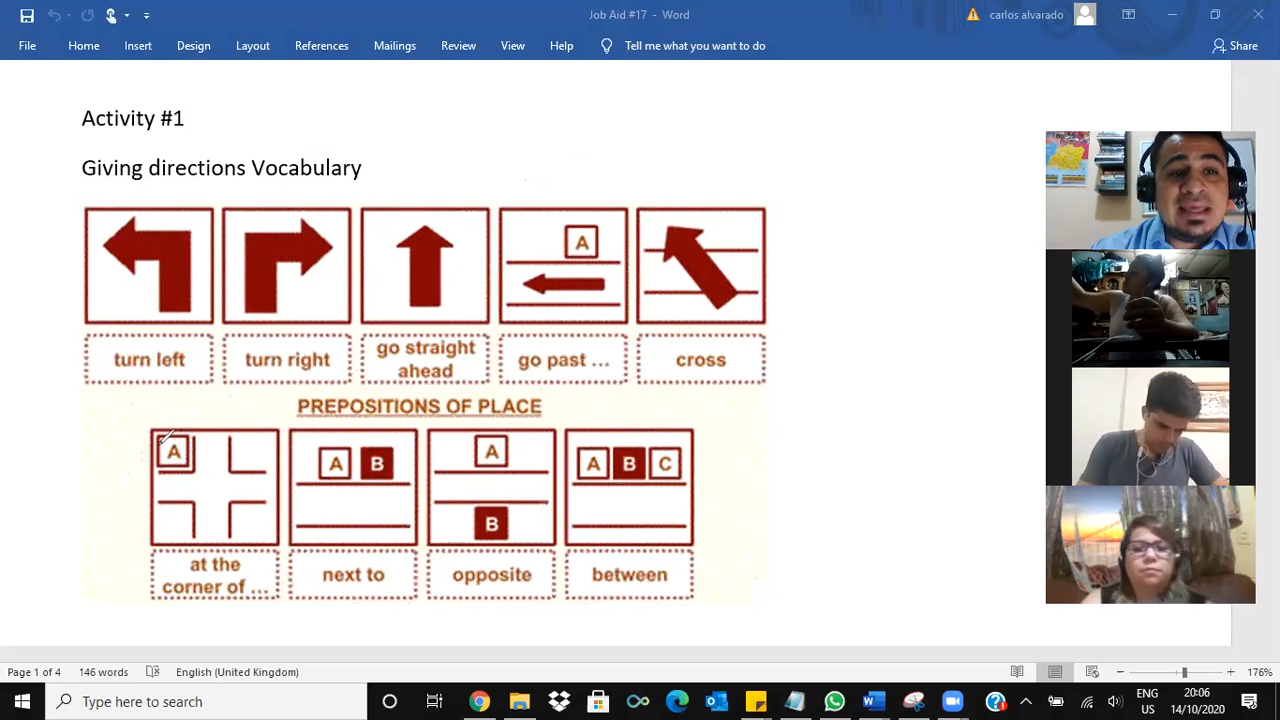 Job Aid #17 - Word
carlos alvarado
File Home Insert Design Layout References Mailings Review View Help Tell me what you want to do Share
Activity #1
Giving directions Vocabulary
A
turn left turn right go straight ahead go past ... cross
PREPOSITIONS OF PLACE
A A B A B A B C
at the corner of ... next to opposite between
Page 1 of 4 146 words English (United Kingdom) 176%
Type here to search
ENG 20:06
US 14/10/2020